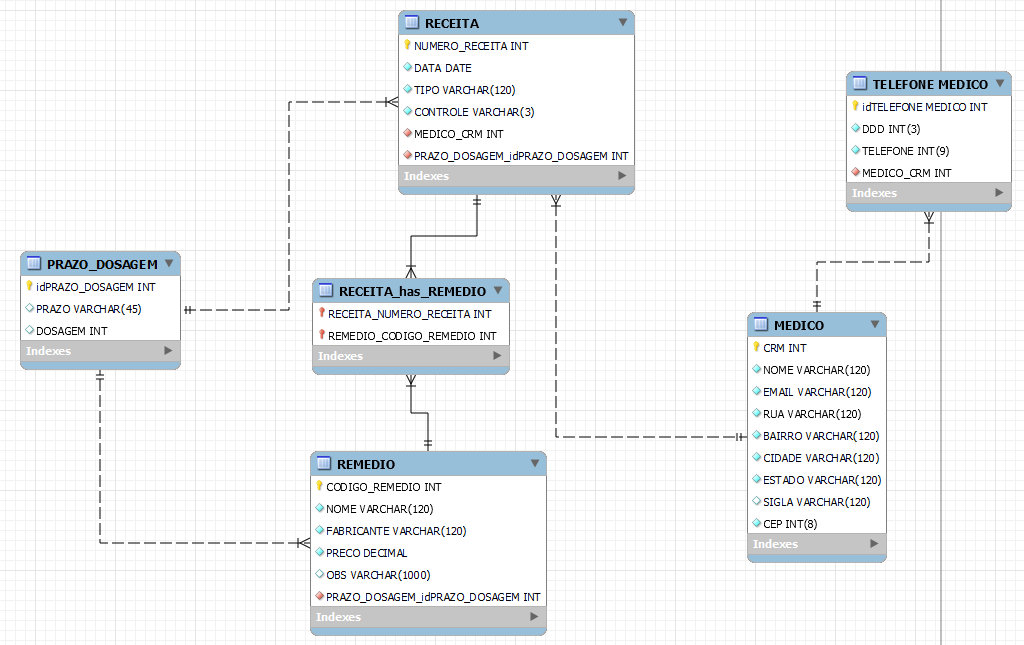 RECEITA
NUMERO_RECEITA INT
DATA DATE
TIPO VARCHAR(120)
CONTROLE VARCHAR(3)
MEDICO_CRM INT
PRAZO_DOSAGEM_idPRAZO_DOSAGEM INT
Indexes
TELEFONE MEDICO
idTELEFONE MEDICO INT
DDD INT(3)
TELEFONE INT(9)
MEDICO_CRM INT
Indexes
PRAZO_DOSAGEM
idPRAZO_DOSAGEM INT
PRAZO VARCHAR(45)
DOSAGEM INT
Indexes
RECEITA_has_REMEDIO
RECEITA_NUMERO_RECEITA INT
REMEDIO_CODIGO_REMEDIO INT
Indexes
MEDICO
CRM INT
NOME VARCHAR(120)
EMAIL VARCHAR(120)
RUA VARCHAR(120)
BAIRRO VARCHAR(120)
CIDADE VARCHAR(120)
ESTADO VARCHAR(120)
SIGLA VARCHAR(120)
CEP INT(8)
Indexes
REMEDIO
CODIGO_REMEDIO INT
NOME VARCHAR(120)
FABRICANTE VARCHAR(120)
PRECO DECIMAL
OBS VARCHAR(1000)
PRAZO_DOSAGEM_idPRAZO_DOSAGEM INT
Indexes